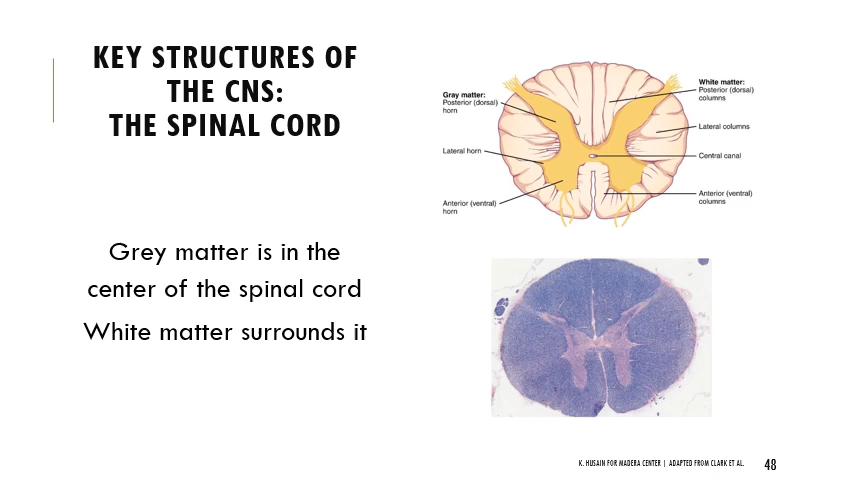 KEY STRUCTURES OF
THE CNS:
THE SPINAL CORD
Grey matter is in the
center of the spinal cord
White matter surrounds it
Gray matter:
Posterior (dorsal)
horn
Lateral horn
Anterior (ventral)
horn
White matter:
Posterior (dorsal)
columns
Lateral columns
Central canal
Anterior (ventral)
columns
K. HUSAIN FOR MADERA CENTER | ADAPTED FROM CLARK ET AL.
48